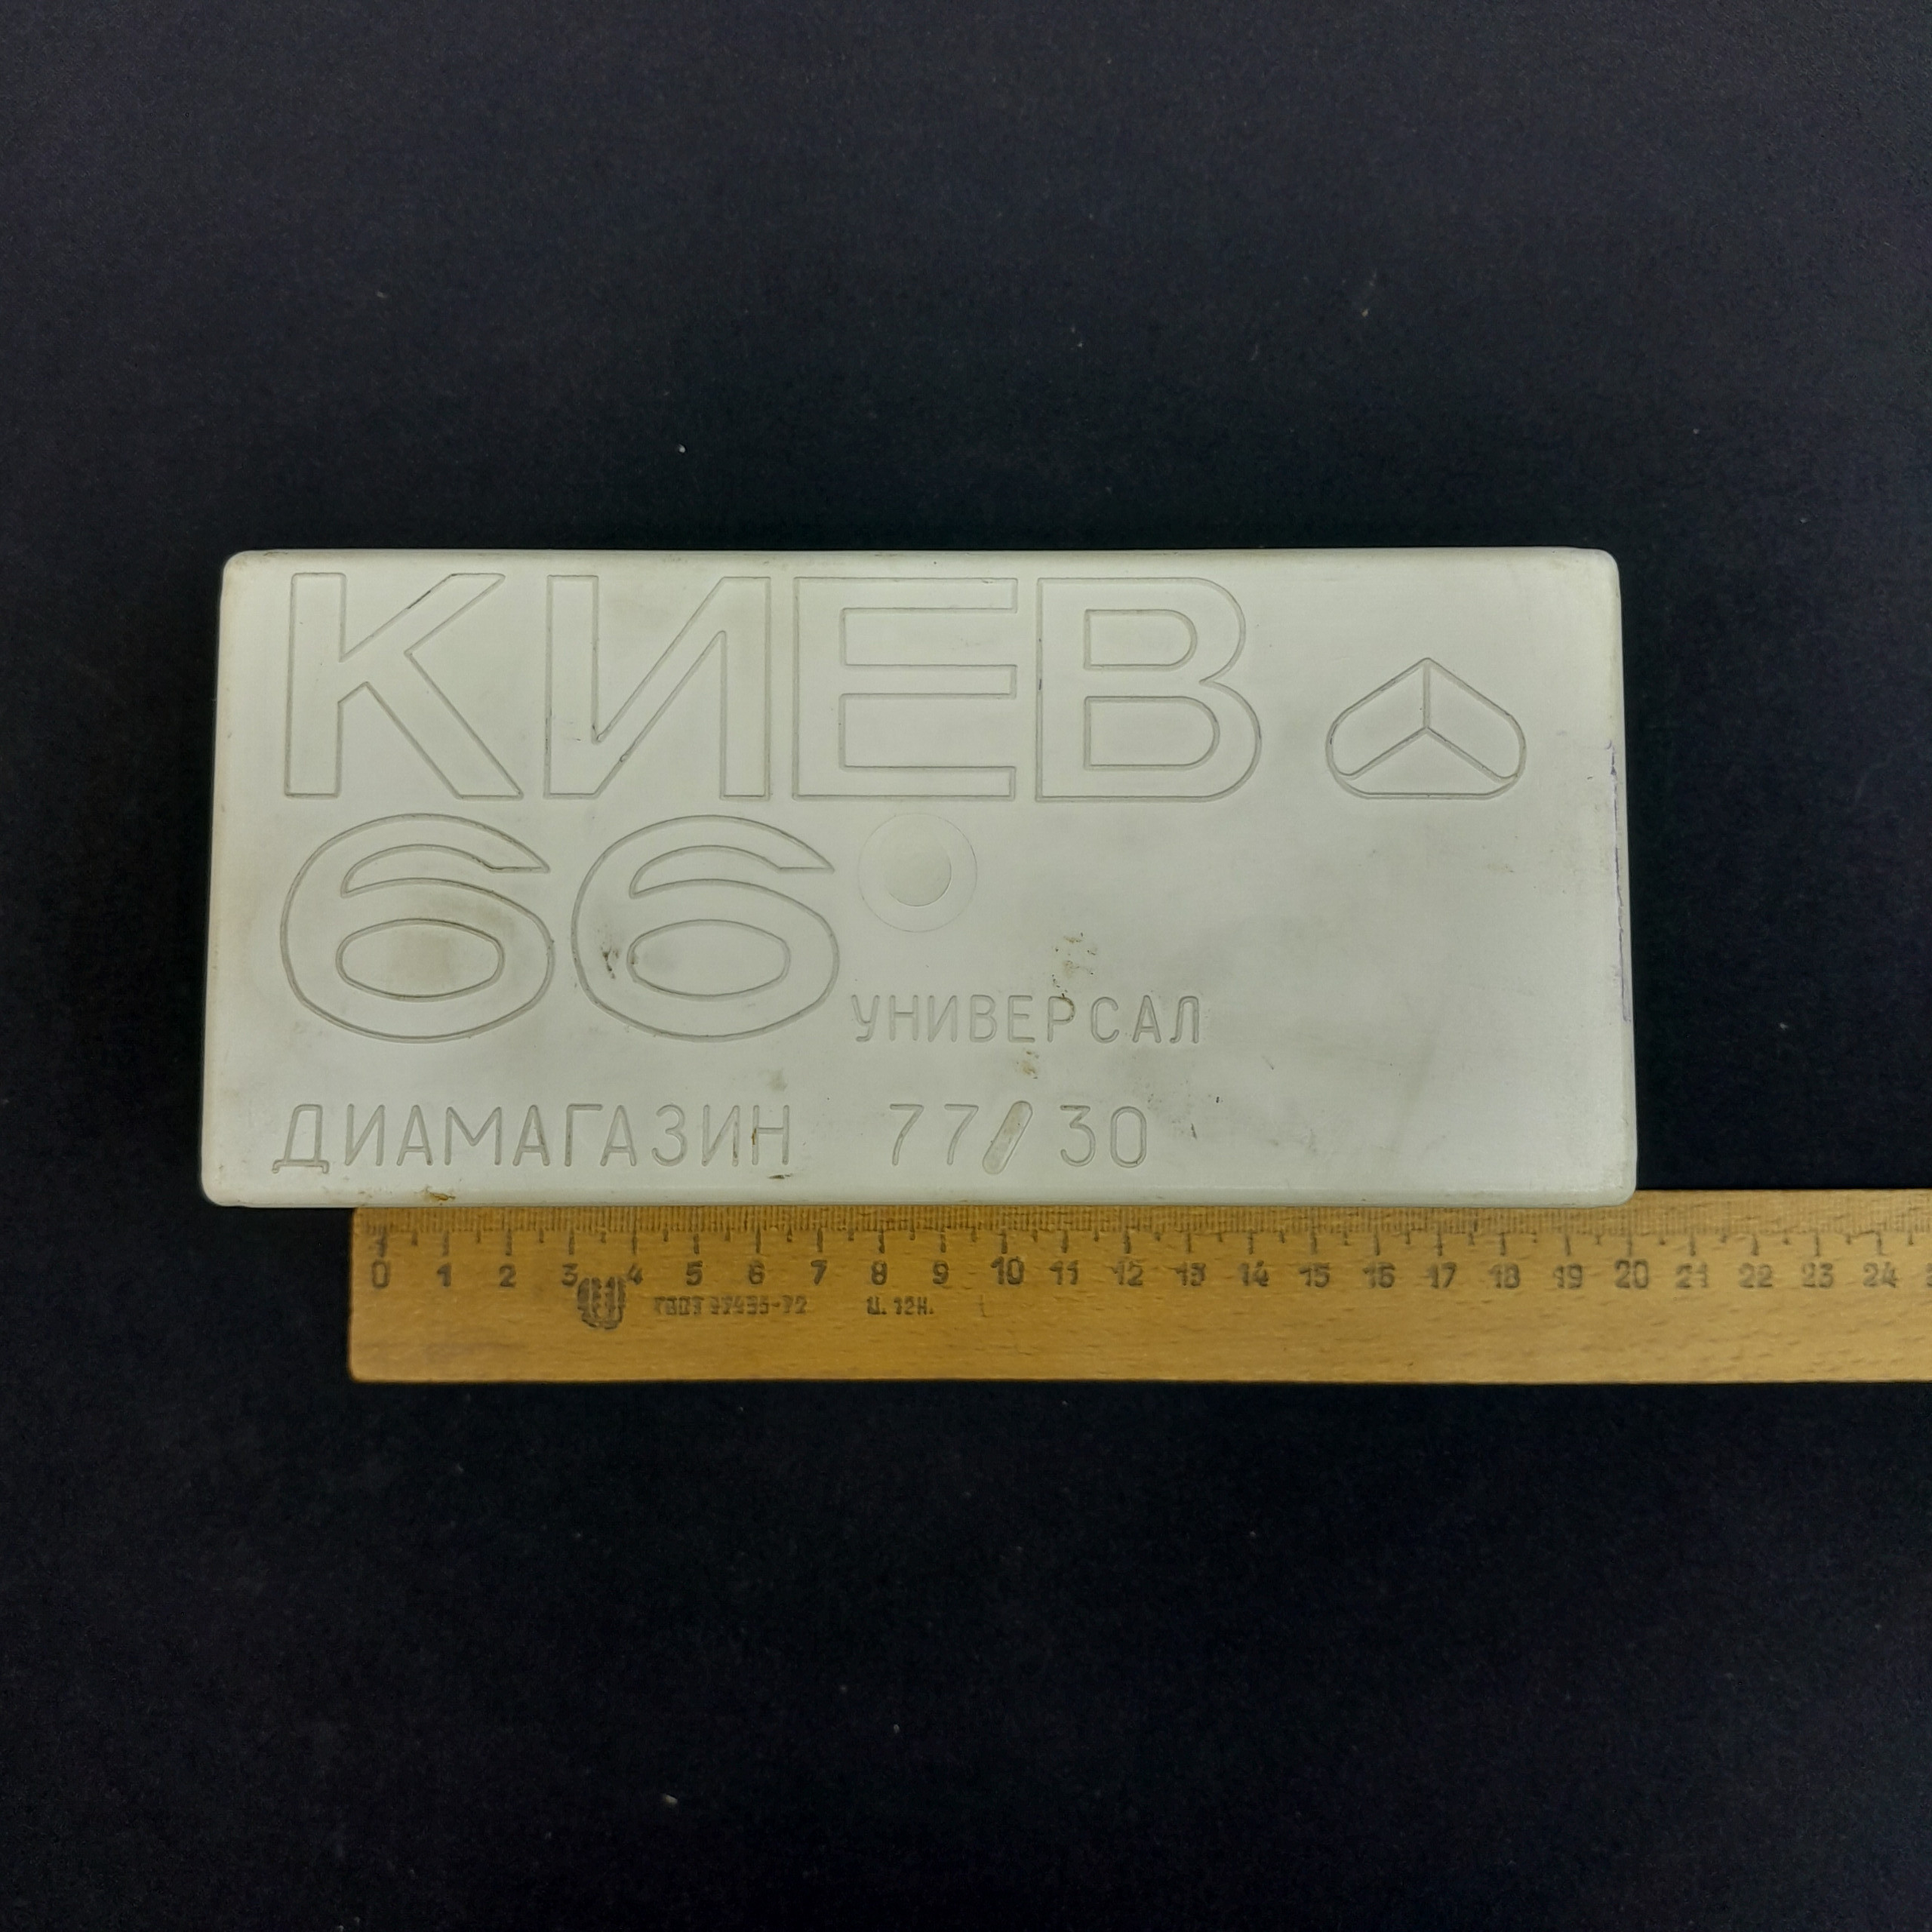 КИЕВ
66 УНИВЕРСАЛ
ДИАМАГАЗИН 77/30
0 1 2 3 4 5 6 7 8 9 10 11 12 13 14 15 16 17 18 19 20 21 22 23 24
Ц. 12к.